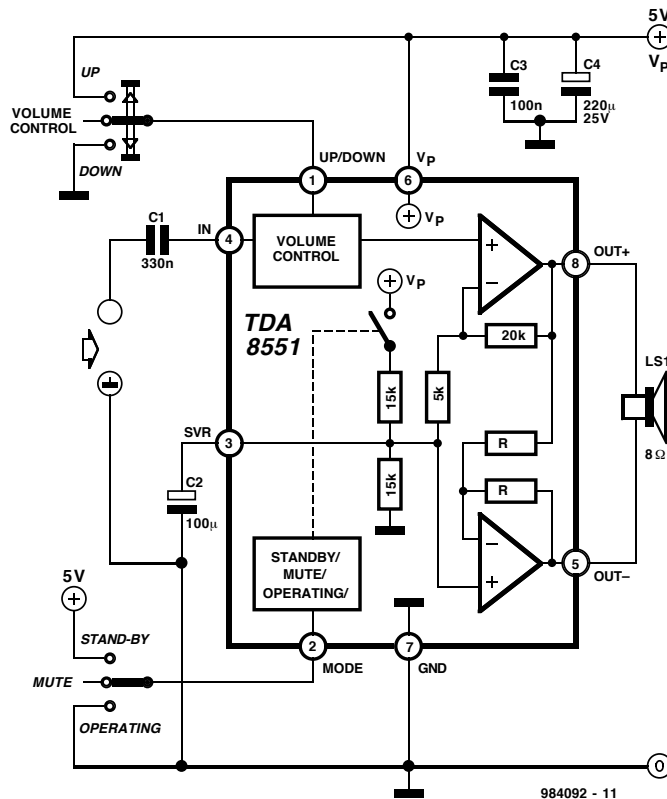 5V
VP
UP
VOLUME
CONTROL
DOWN
C3
100n
C4
220µ
25V
UP/DOWN
VP
1
6
VP
C1
330n
IN
4
VOLUME
CONTROL
VP
TDA
8551
+
−
8
OUT+
20k
5k
15k
LS1
8Ω
SVR
3
R
15k
R
C2
100µ
STANDBY/
MUTE/
OPERATING/
−
+
5
OUT−
5V
STAND-BY
MUTE
OPERATING
2
MODE
7
GND
0
984092 - 11